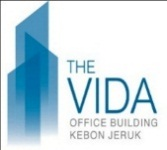 THE
VIDA
OFFICE BUILDING
KEBON JERUK